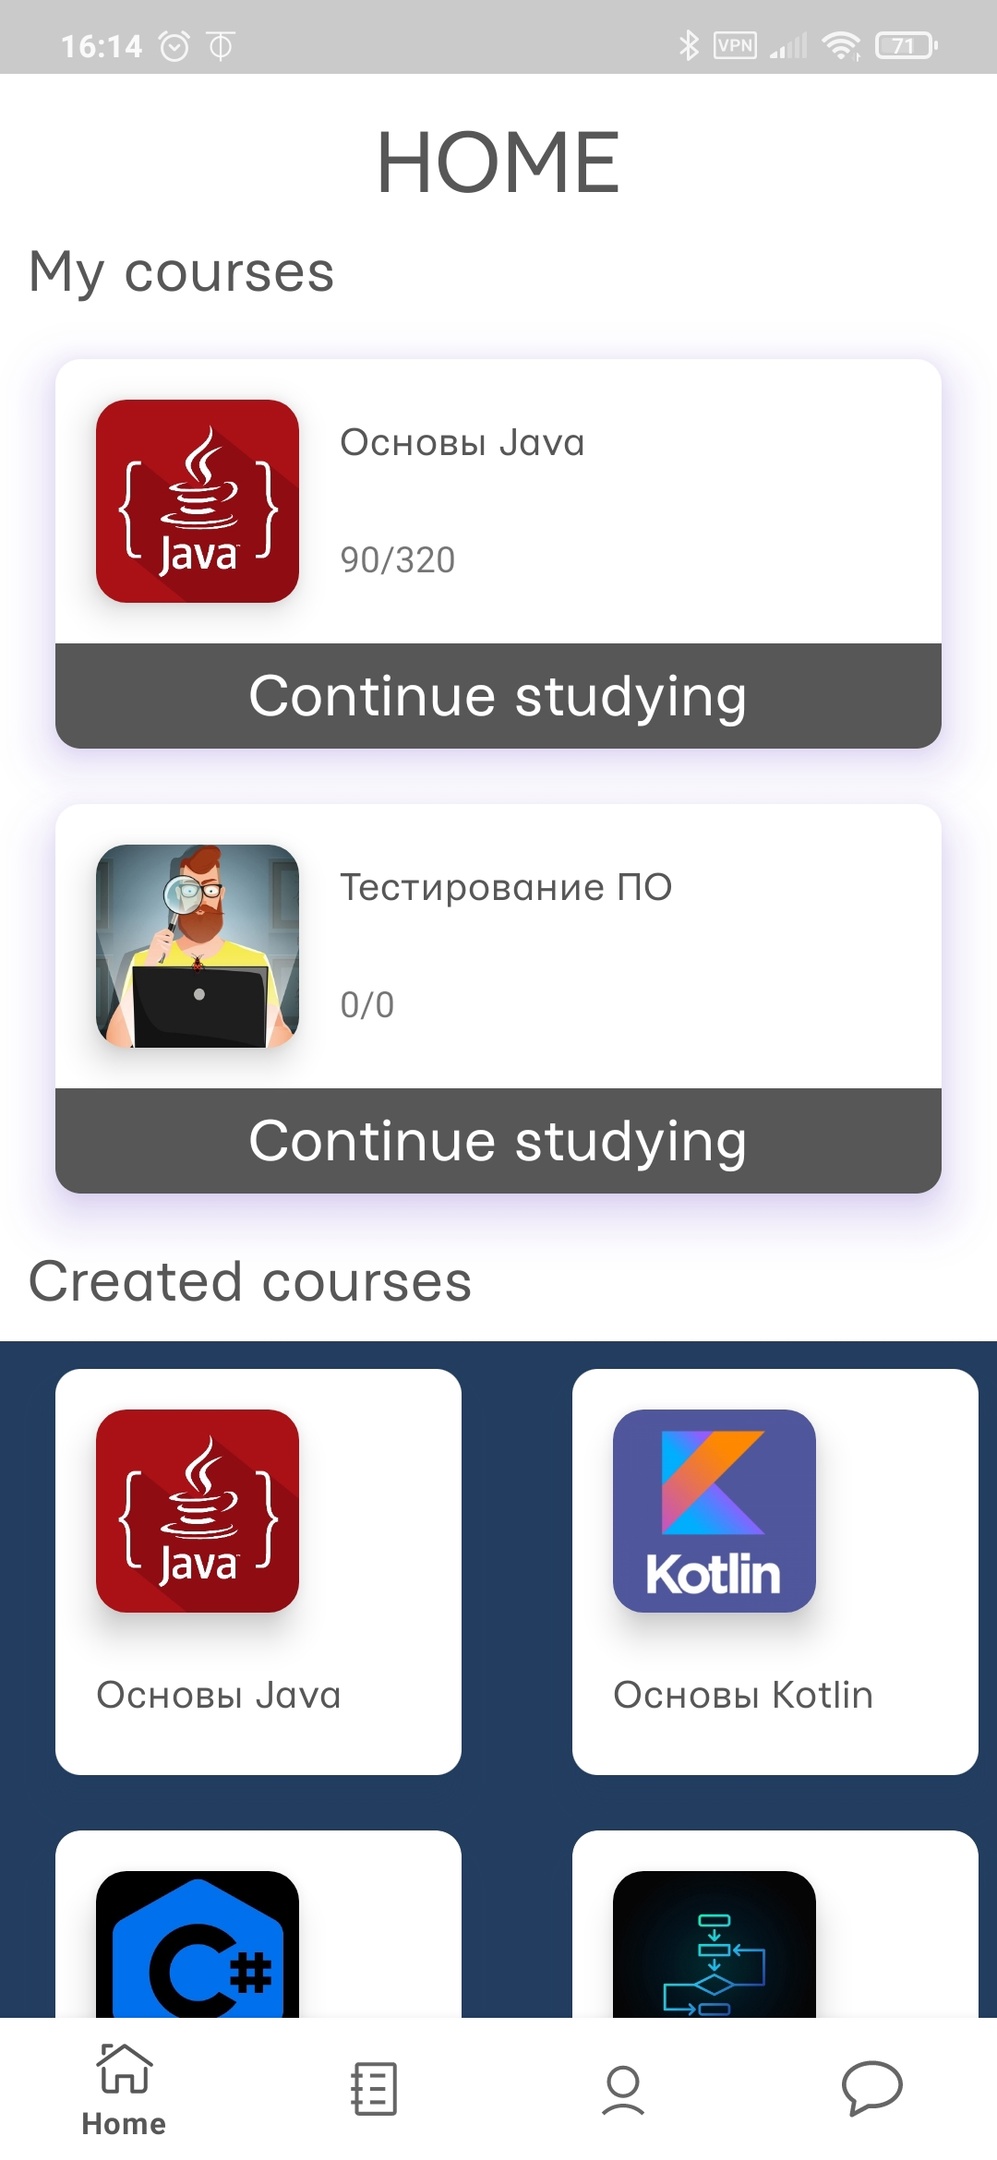 16:14
VPN
71
HOME
My courses
Java
Основы Java
90/320
Continue studying
Тестирование ПО
0/0
Continue studying
Created courses
Java
Kotlin
Основы Java
Основы Kotlin
C#
Home